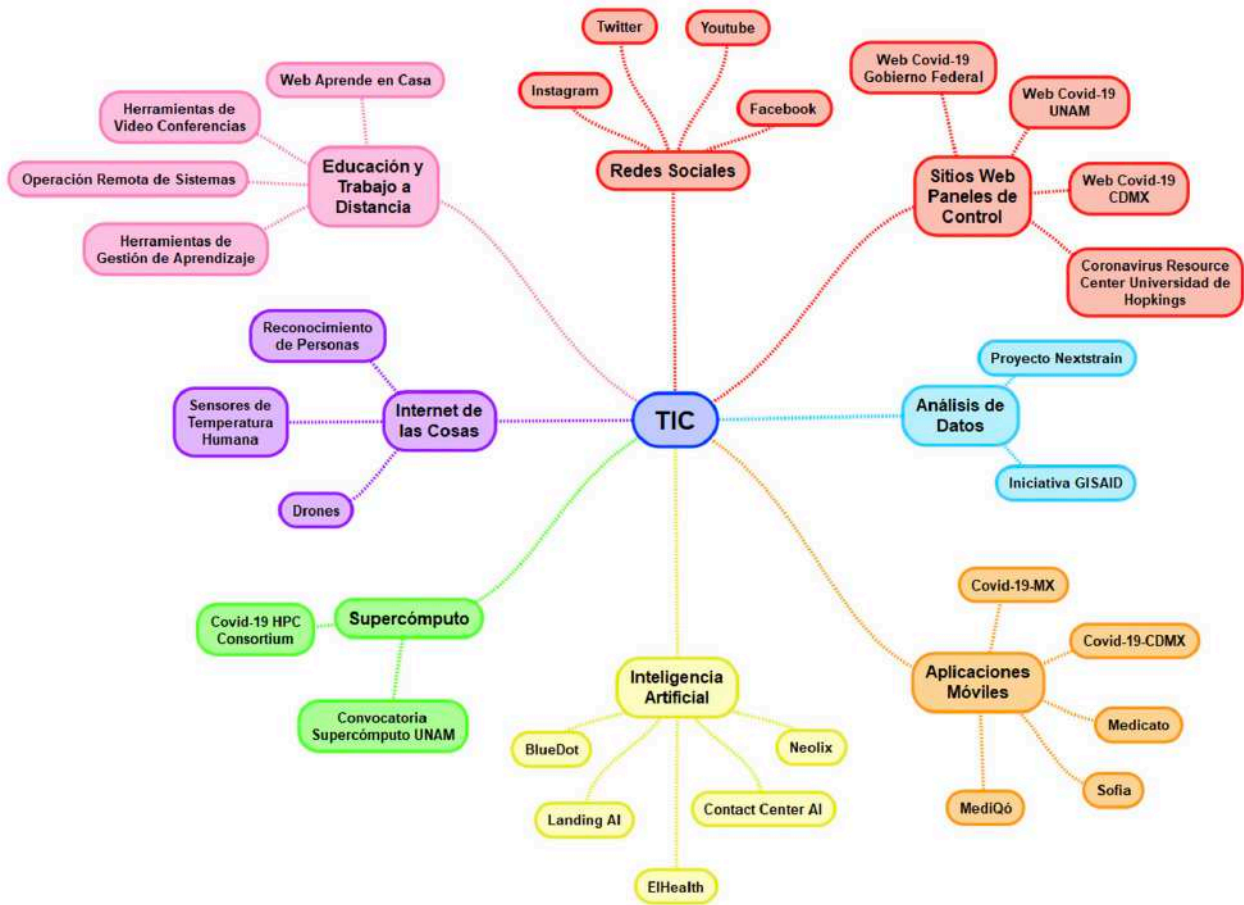 Twitter
Youtube
Instagram
Facebook
Redes Sociales
Web Covid-19
Gobierno Federal
Web Covid-19
UNAM
Sitios Web
Paneles de
Control
Web Covid-19
CDMX
Coronavirus Resource
Center Universidad de
Hopkings
Web Aprende en Casa
Herramientas de
Video Conferencias
Operación Remota de Sistemas
Educación y
Trabajo a
Distancia
Herramientas de
Gestión de Aprendizaje
Reconocimiento
de Personas
Sensores de
Temperatura
Humana
Internet de
las Cosas
Drones
TIC
Proyecto Nextstrain
Análisis de
Datos
Iniciativa GISAID
Supercómputo
Covid-19 HPC
Consortium
Convocatoria
Supercómputo UNAM
Inteligencia
Artificial
BlueDot
Neolix
Landing AI
Contact Center AI
EIHealth
Covid-19-MX
Covid-19-CDMX
Aplicaciones
Móviles
Medicato
Sofia
MediQó